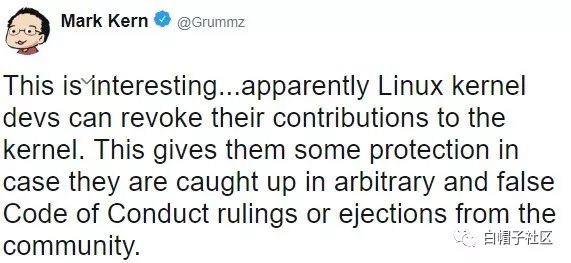 Mark Kern @Grummz
This is interesting...apparently Linux kernel
devs can revoke their contributions to the
kernel. This gives them some protection in
case they are caught up in arbitrary and false
Code of Conduct rulings or ejections from the
community.
白帽子社区